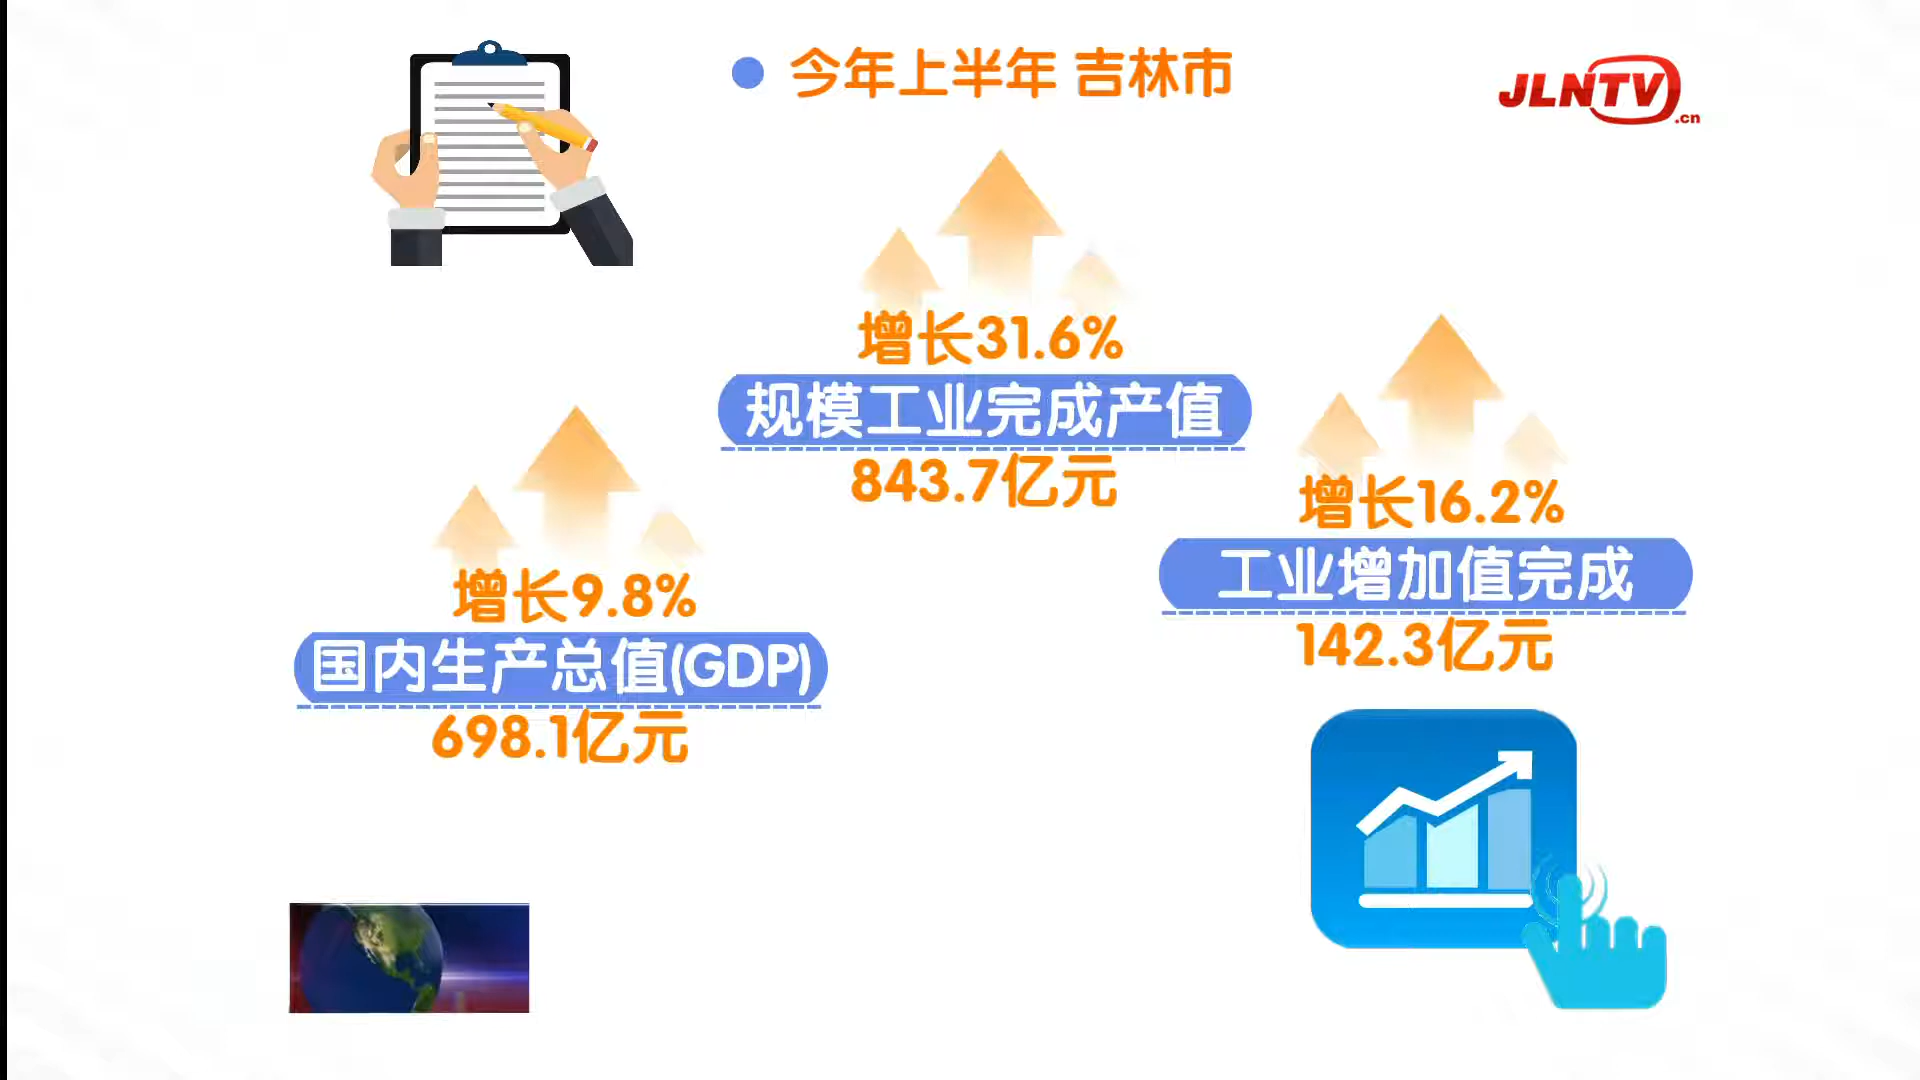 今年上半年 吉林市
JLNTV.cn
增长31.6%
规模工业完成产值
843.7亿元
增长16.2%
工业增加值完成
142.3亿元
增长9.8%
国内生产总值(GDP)
698.1亿元